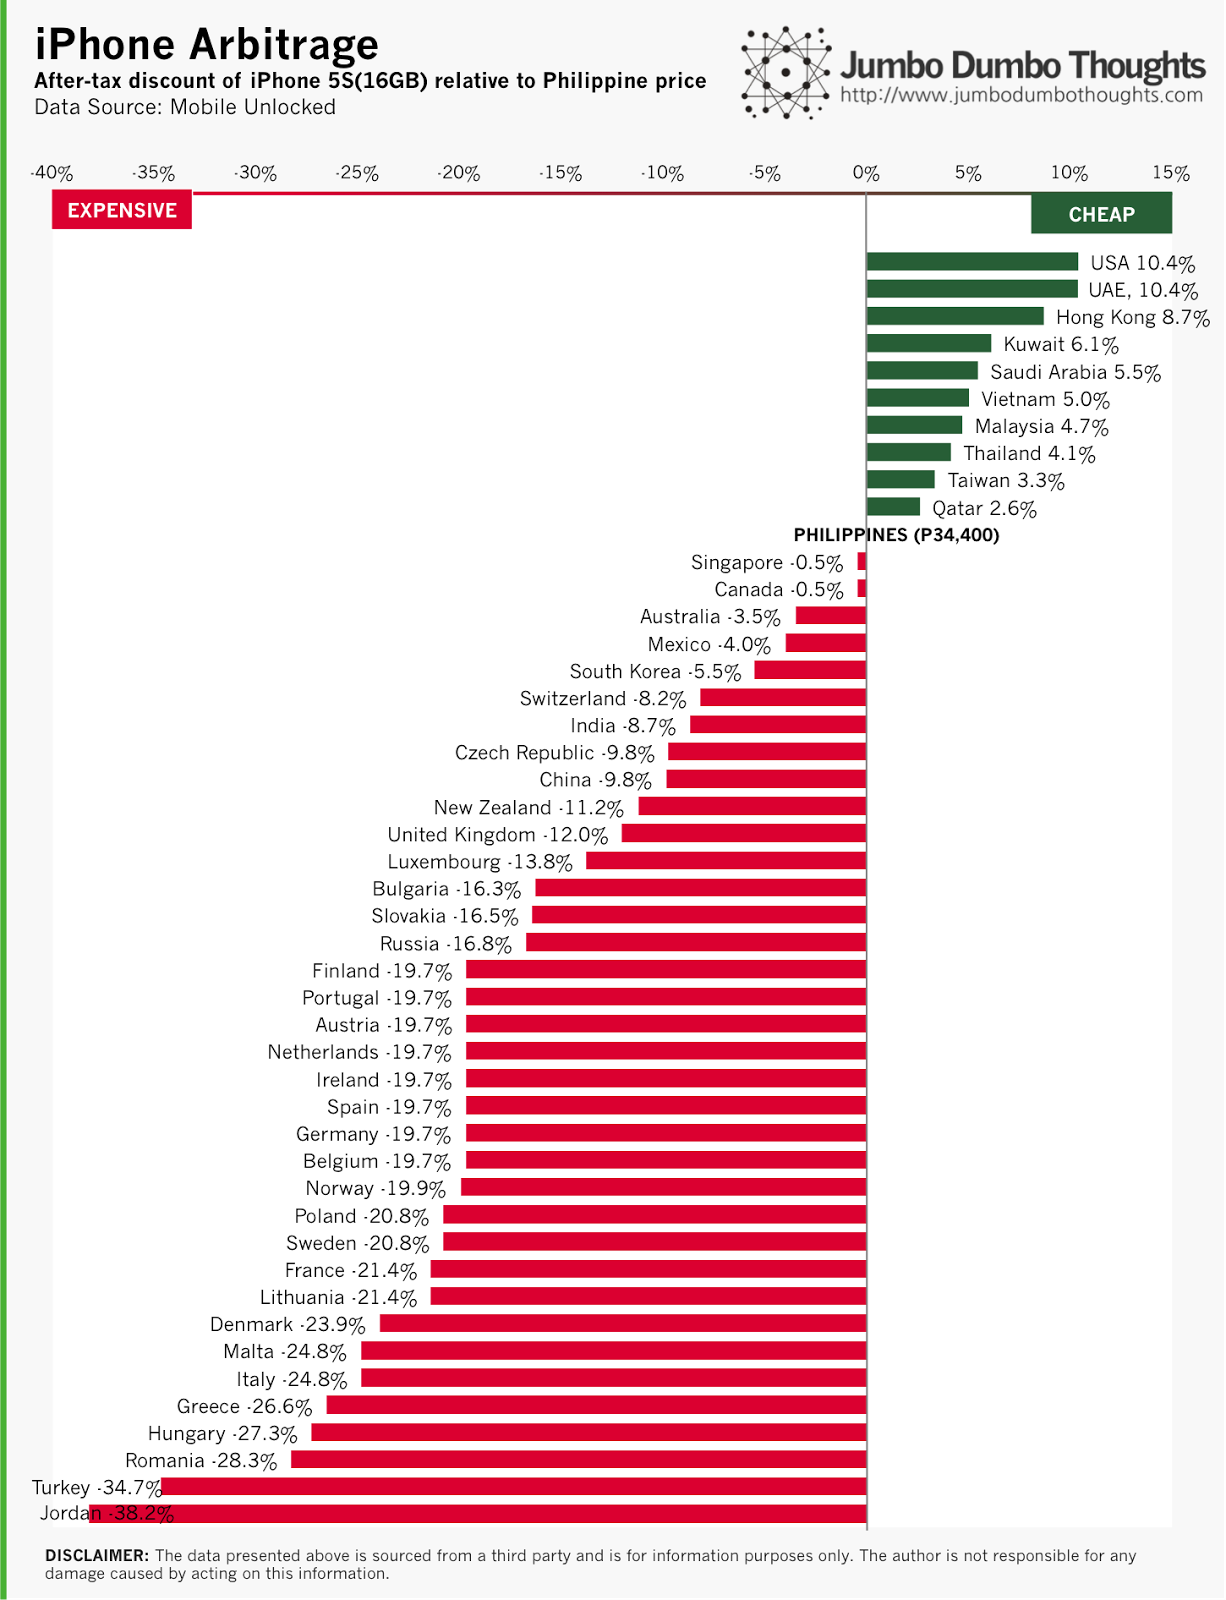 iPhone Arbitrage
After-tax discount of iPhone 5S(16GB) relative to Philippine price
Data Source: Mobile Unlocked
Jumbo Dumbo Thoughts
http://www.jumbodumbothoughts.com
-40% -35% -30% -25% -20% -15% -10% -5% 0% 5% 10% 15%
EXPENSIVE
CHEAP
USA 10.4%
UAE, 10.4%
Hong Kong 8.7%
Kuwait 6.1%
Saudi Arabia 5.5%
Vietnam 5.0%
Malaysia 4.7%
Thailand 4.1%
Taiwan 3.3%
Qatar 2.6%
PHILIPPINES (P34,400)
Singapore -0.5%
Canada -0.5%
Australia -3.5%
Mexico -4.0%
South Korea -5.5%
Switzerland -8.2%
India -8.7%
Czech Republic -9.8%
China -9.8%
New Zealand -11.2%
United Kingdom -12.0%
Luxembourg -13.8%
Bulgaria -16.3%
Slovakia -16.5%
Russia -16.8%
Finland -19.7%
Portugal -19.7%
Austria -19.7%
Netherlands -19.7%
Ireland -19.7%
Spain -19.7%
Germany -19.7%
Belgium -19.7%
Norway -19.9%
Poland -20.8%
Sweden -20.8%
France -21.4%
Lithuania -21.4%
Denmark -23.9%
Malta -24.8%
Italy -24.8%
Greece -26.6%
Hungary -27.3%
Romania -28.3%
Turkey -34.7%
Jordan -38.2%
DISCLAIMER: The data presented above is sourced from a third party and is for information purposes only. The author is not responsible for any
damage caused by acting on this information.